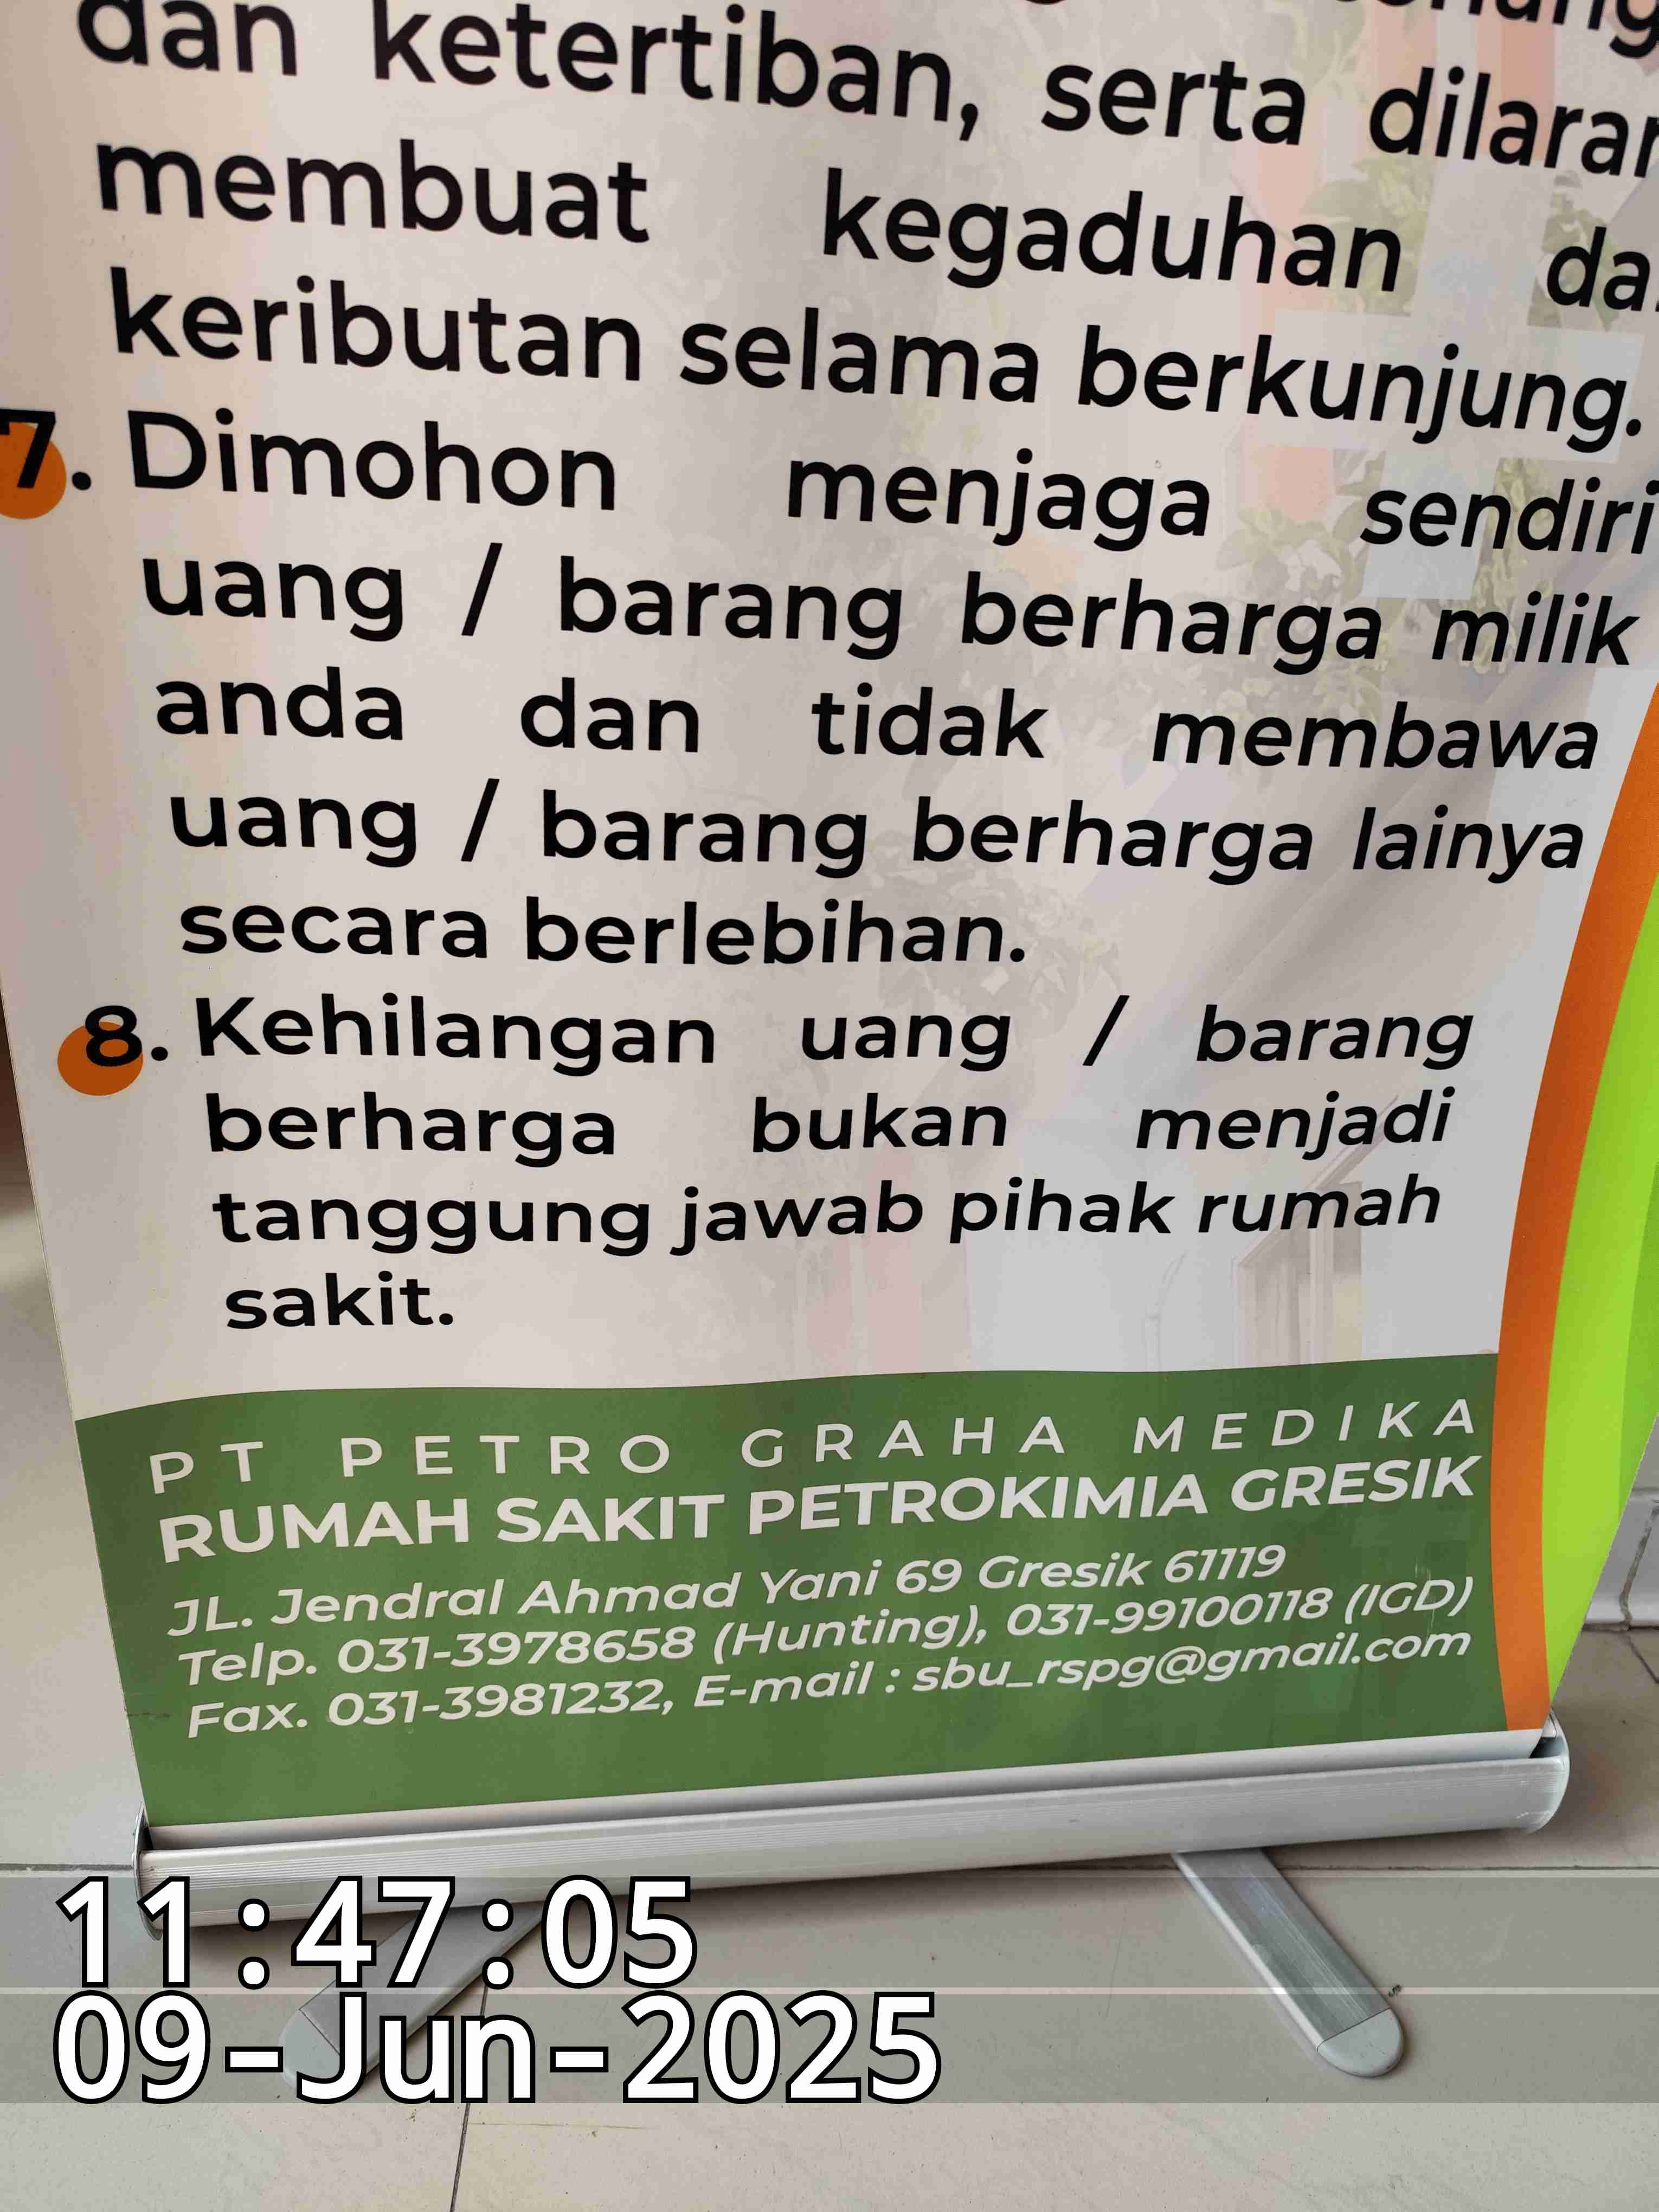 dan ketertiban, serta
membuat kegaduhan
keributan selama berkunjung.
7. Dimohon menjaga sendiri
uang / barang berharga milik
anda dan tidak membawa
uang / barang berharga lainya
secara berlebihan.
8. Kehilangan uang / barang
berharga bukan menjadi
tanggung jawab pihak rumah
sakit.
PT PETRO GRAHA MEDIKA
RUMAH SAKIT PETROKIMIA GRESIK
JL. Jendral Ahmad Yani 69 Gresik 61119
Telp. 031-3978658 (Hunting), 031-99100118 (IGD)
Fax. 031-3981232, E-mail : sbu_rspg@gmail.com
11:47:05
09-Jun-2025